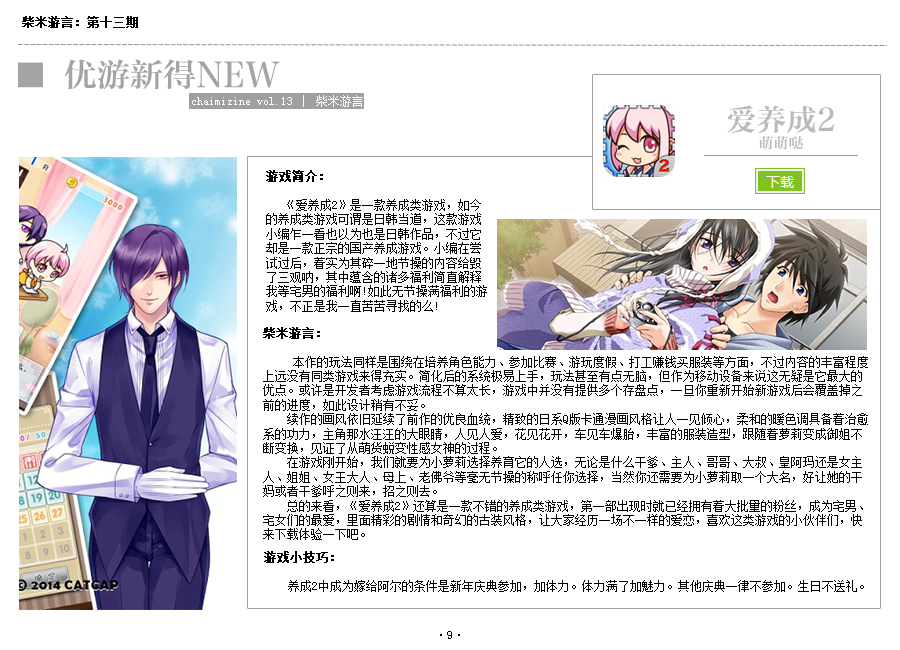 柴米游言：第十三期
优游新得NEW
chaimizine vol.13 | 柴米游言
爱养成2
萌萌哒
下载
2
1000
游戏简介：
《爱养成2》是一款养成类游戏，如今
的养成类游戏可谓是日韩当道，这款游戏
小编乍一看也以为也是日韩作品，不过它
却是一款正宗的国产养成游戏。小编在尝
试过后，着实为其碎一地节操的内容给毁
了三观呐，其中蕴含的诸多福利简直解释
我等宅男的福利啊!如此无节操满福利的游
戏，不正是我一直苦苦寻找的么!
柴米游言：
本作的玩法同样是围绕在培养角色能力、参加比赛、游玩度假、打工赚钱买服装等方面，不过内容的丰富程度
上远没有同类游戏来得充实。简化后的系统极易上手，玩法甚至有点无脑，但作为移动设备来说这无疑是它最大的
优点。或许是开发者考虑游戏流程不算太长，游戏中并没有提供多个存盘点，一旦你重新开始新游戏后会覆盖掉之
前的进度，如此设计稍有不妥。
续作的画风依旧延续了前作的优良血统，精致的日系Q版卡通漫画风格让人一见倾心，柔和的暖色调具备着治愈
系的功力，主角那水汪汪的大眼睛，人见人爱，花见花开，车见车爆胎，丰富的服装造型，跟随着萝莉变成御姐不
断变换，见证了从萌货蜕变性感女神的过程。
在游戏刚开始，我们就要为小萝莉选择养育它的人选，无论是什么干爹、主人、哥哥、大叔、皇阿玛还是女主
人、姐姐、女王大人、母上、老佛爷等毫无节操的称呼任你选择，当然你还需要为小萝莉取一个大名，好让她的干
妈或者干爹呼之则来，招之则去。
总的来看，《爱养成2》还算是一款不错的养成类游戏，第一部出现时就已经拥有着大批量的粉丝，成为宅男、
宅女们的最爱，里面精彩的剧情和奇幻的古装风格，让大家经历一场不一样的爱恋，喜欢这类游戏的小伙伴们，快
来下载体验一下吧。
游戏小技巧：
养成2中成为嫁给阿尔的条件是新年庆典参加，加体力。体力满了加魅力。其他庆典一律不参加。生日不送礼。
© 2014 CATCAP
·9·